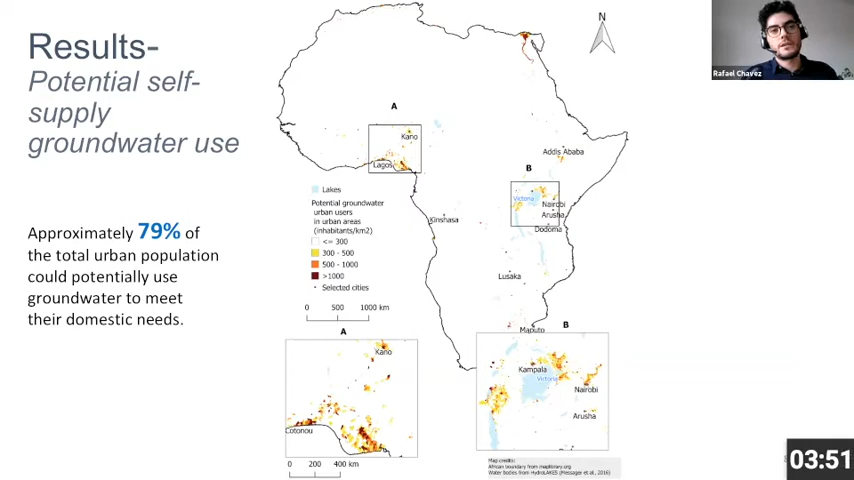 Results-
Potential self-
supply
groundwater use
Approximately 79% of
the total urban population
could potentially use
groundwater to meet
their domestic needs.
N
Rafael Chavez
A
Kano
Lagos
Addis Ababa
B
Victoria
Nairobi
Arusha
Dodoma
Kinshasa
Lusaka
Maputo
Lakes
Potential groundwater
urban users
in urban areas
(inhabitants/km2)
<= 300
300 - 500
500 - 1000
>1000
Selected cities
0 500 1000 km
A
Kano
Cotonou
0 200 400 km
B
Kampala
Victoria
Nairobi
Arusha
Map credits:
African boundary from maplibrary.org
Water bodies from HydroLAKES (Messager et al., 2016)
03:51